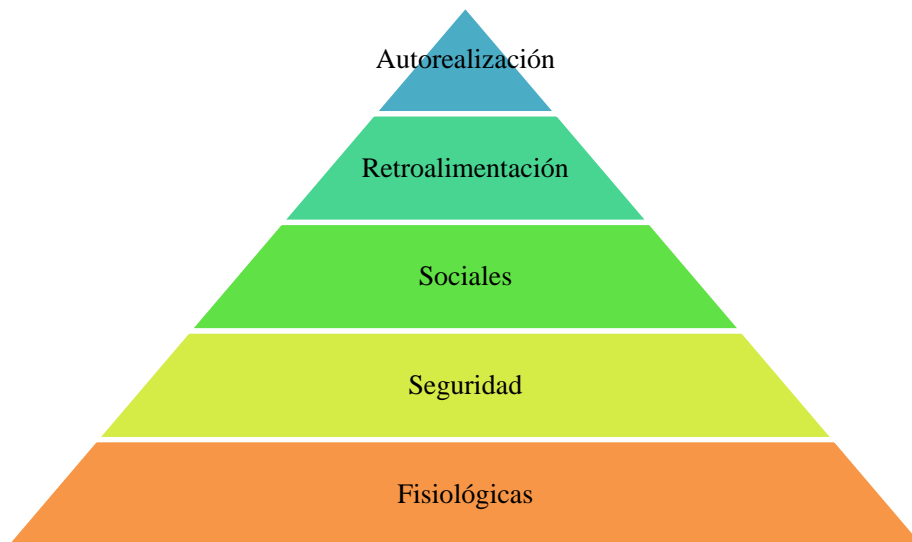 Autorealización
Retroalimentación
Sociales
Seguridad
Fisiológicas